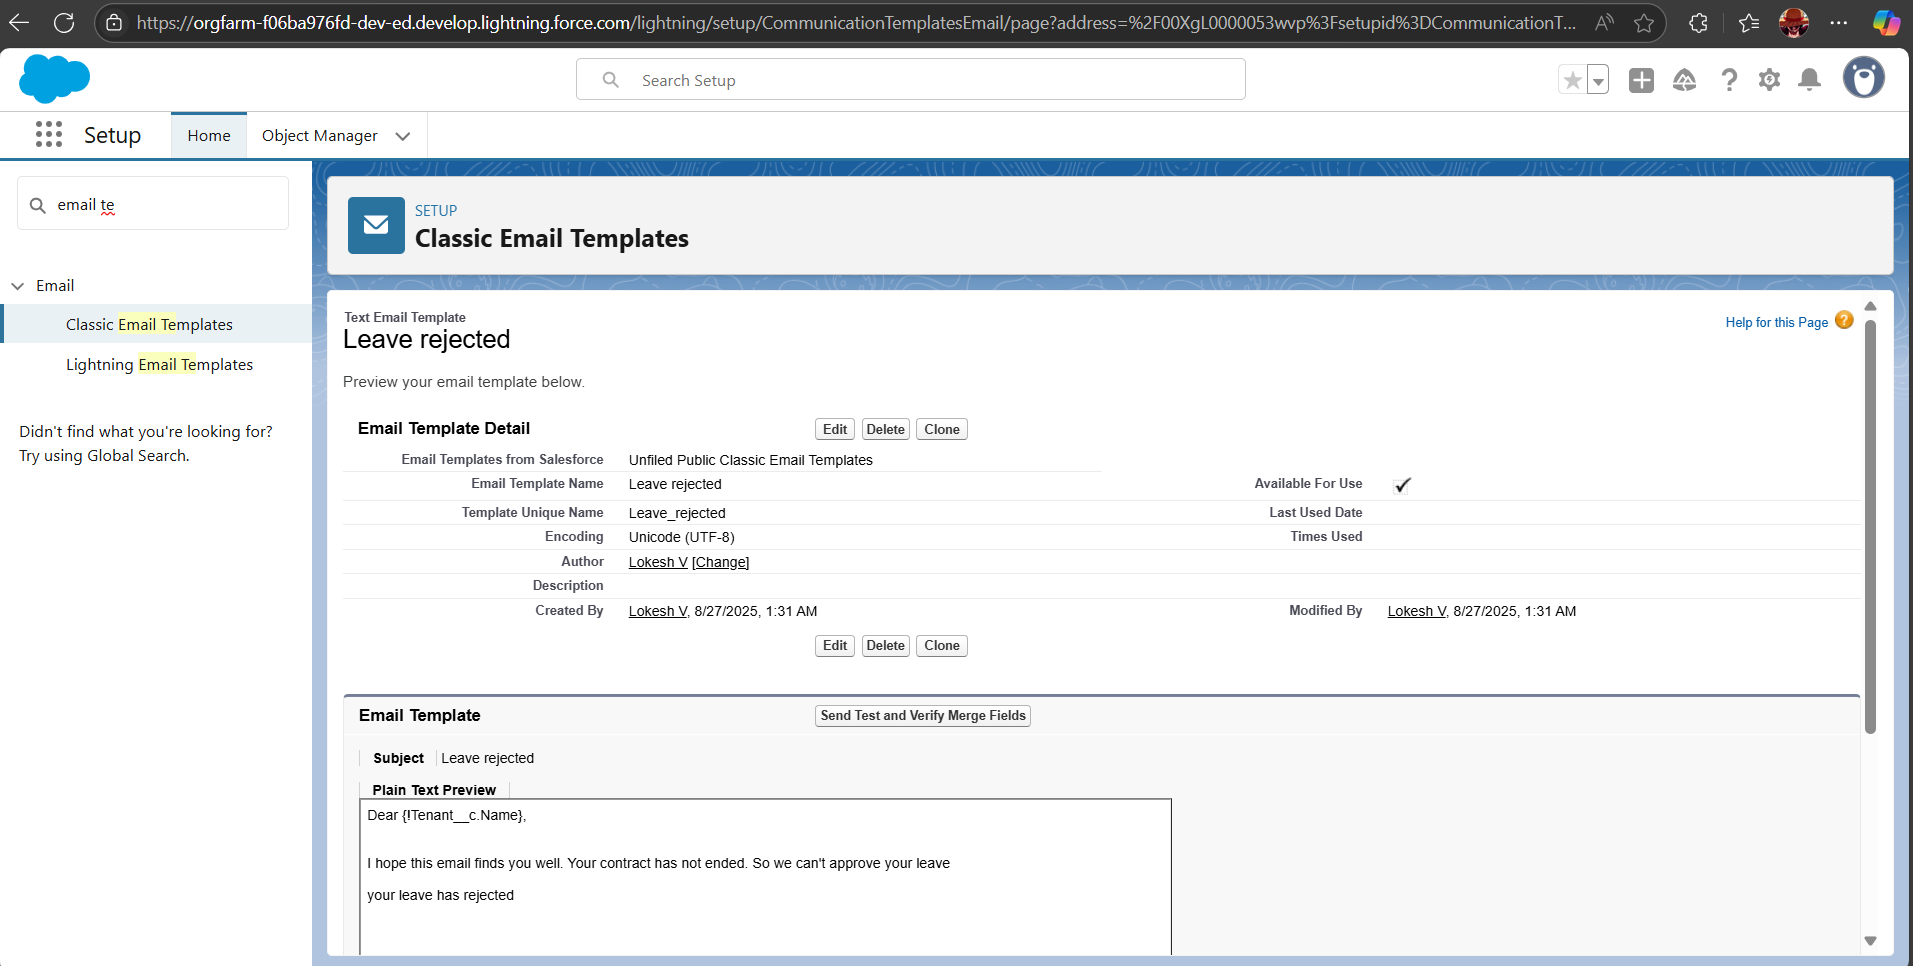 https://orgfarm-f06ba976fd-dev-ed.develop.lightning.force.com/lightning/setup/CommunicationTemplatesEmail/page?address=%2F00XgL0000053wvp%3Fsetupid%3DCommunicationT...
Search Setup
Setup
Home
Object Manager
email te
Email
Classic Email Templates
Lightning Email Templates
Didn't find what you're looking for?
Try using Global Search.
SETUP
Classic Email Templates
Text Email Template
Leave rejected
Help for this Page
Preview your email template below.
Email Template Detail
Edit Delete Clone
Email Templates from Salesforce Unfiled Public Classic Email Templates
Email Template Name Leave rejected Available For Use
Template Unique Name Leave_rejected Last Used Date
Encoding Unicode (UTF-8) Times Used
Author Lokesh V [Change]
Description
Created By Lokesh V, 8/27/2025, 1:31 AM Modified By Lokesh V, 8/27/2025, 1:31 AM
Edit Delete Clone
Email Template Send Test and Verify Merge Fields
Subject Leave rejected
Plain Text Preview
Dear {!Tenant__c.Name},
I hope this email finds you well. Your contract has not ended. So we can't approve your leave
your leave has rejected